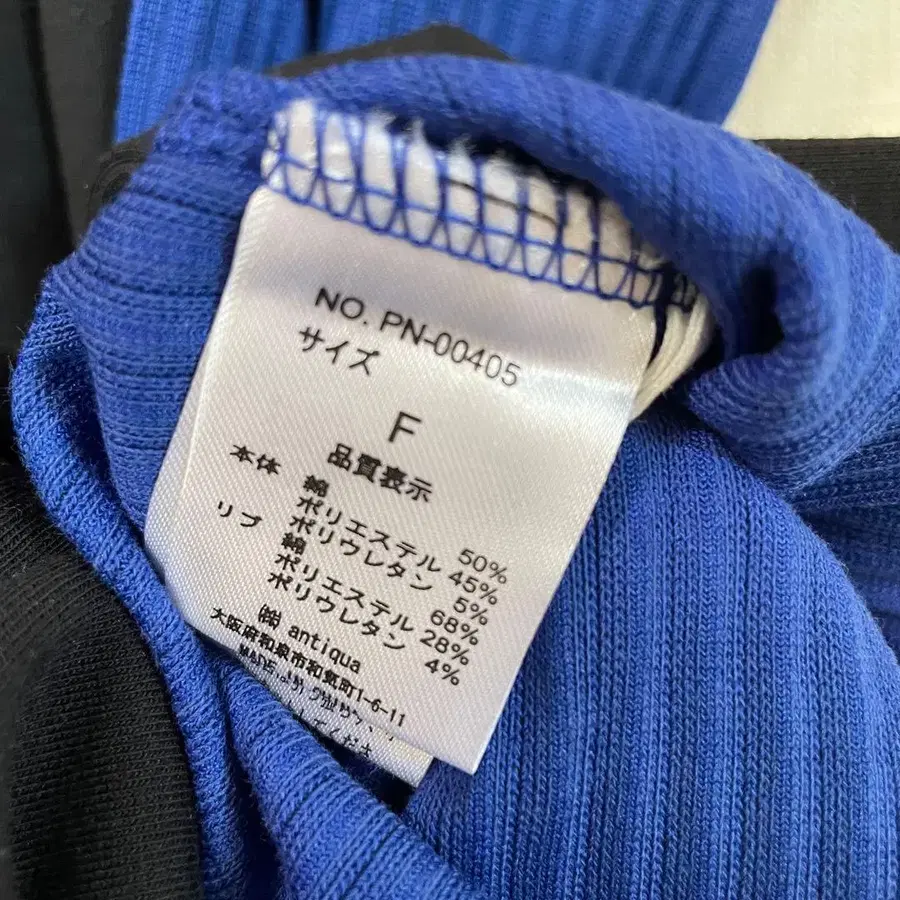 NO. PN-00405
サイズ
F
品質表示
本体 綿 50%
ポリエステル 45%
ポリウレタン 5%
リブ 綿 68%
ポリエステル 28%
ポリウレタン 4%
㈱ antiqua
大阪府和泉市和気町1-6-11
MADE